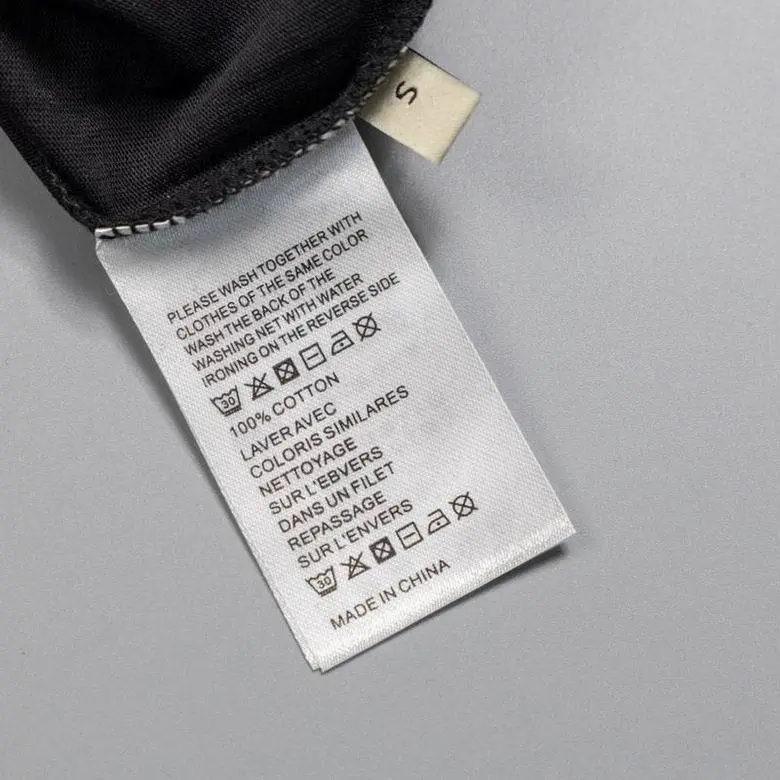 S
PLEASE WASH TOGETHER WITH
CLOTHES OF THE SAME COLOR
WASH THE BACK OF THE
WASHING NET WITH WATER
IRONING ON THE REVERSE SIDE
30
100% COTTON
LAVER AVEC
COLORIS SIMILARES
NETTOYAGE
SUR L'EBVERS
DANS UN FILET
REPASSAGE
SUR L'ENVERS
30
MADE IN CHINA